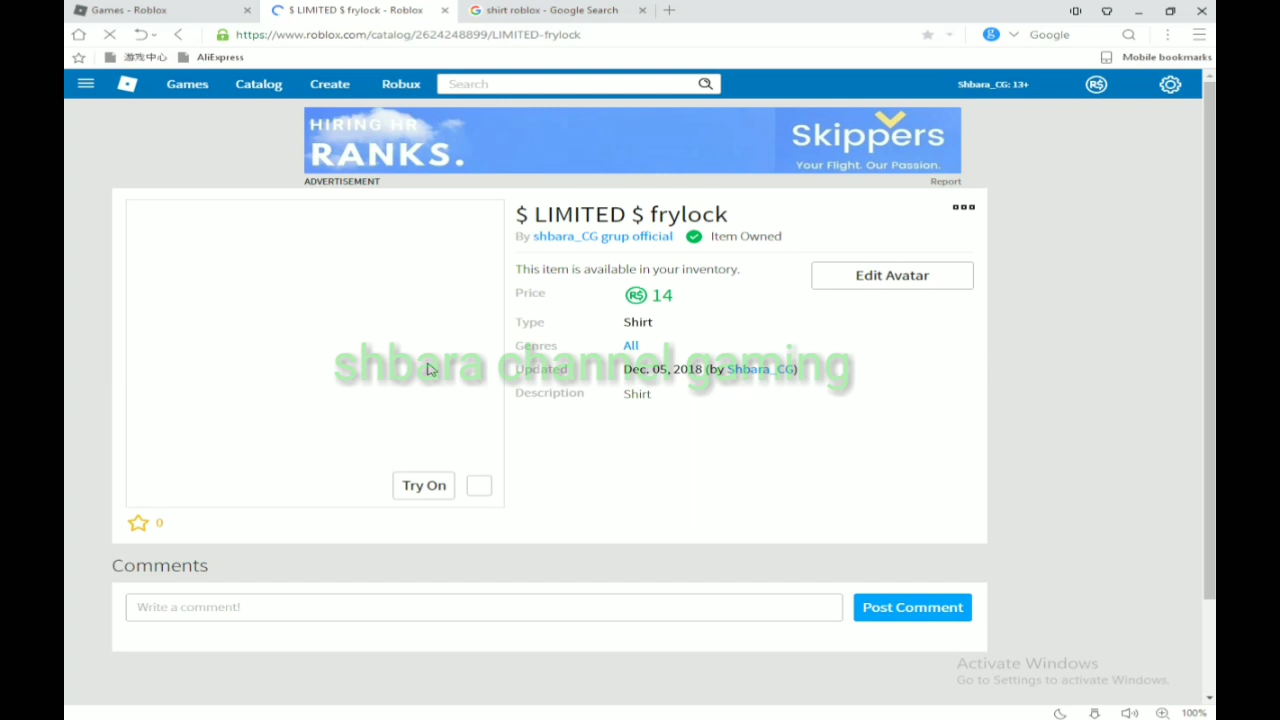 Games - Roblox
$ LIMITED $ frylock - Roblox
shirt roblox - Google Search
https://www.roblox.com/catalog/2624248899/LIMITED-frylock
g
Google
游戏中心
AliExpress
Mobile bookmarks
Games
Catalog
Create
Robux
Search
Shbara_CG: 13+
R$
HIRING HR
RANKS.
Skippers
Your Flight. Our Passion.
ADVERTISEMENT
Report
$ LIMITED $ frylock
By shbara_CG grup official
Item Owned
This item is available in your inventory.
Edit Avatar
Price
R$ 14
Type
Shirt
Genres
All
shbara channel gaming
Updated
Dec. 05, 2018 (by Shbara_CG)
Description
Shirt
Try On
0
Comments
Write a comment!
Post Comment
Activate Windows
Go to Settings to activate Windows.
100%